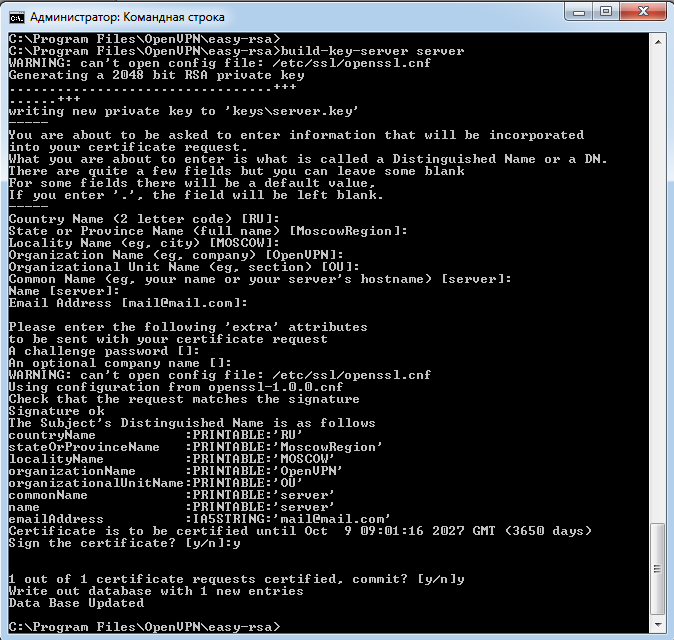 Администратор: Командная строка
C:\Program Files\OpenVPN\easy-rsa>
C:\Program Files\OpenVPN\easy-rsa>build-key-server server
WARNING: can't open config file: /etc/ssl/openssl.cnf
Generating a 2048 bit RSA private key
.................................+++
......+++
writing new private key to 'keys\server.key'
-----
You are about to be asked to enter information that will be incorporated
into your certificate request.
What you are about to enter is what is called a Distinguished Name or a DN.
There are quite a few fields but you can leave some blank
For some fields there will be a default value,
If you enter '.', the field will be left blank.
-----
Country Name (2 letter code) [RU]:
State or Province Name (full name) [MoscowRegion]:
Locality Name (eg, city) [MOSCOW]:
Organization Name (eg, company) [OpenVPN]:
Organizational Unit Name (eg, section) [OU]:
Common Name (eg, your name or your server's hostname) [server]:
Name [server]:
Email Address [mail@mail.com]:
Please enter the following 'extra' attributes
to be sent with your certificate request
A challenge password []:
An optional company name []:
WARNING: can't open config file: /etc/ssl/openssl.cnf
Using configuration from openssl-1.0.0.cnf
Check that the request matches the signature
Signature ok
The Subject's Distinguished Name is as follows
countryName           :PRINTABLE:'RU'
stateOrProvinceName   :PRINTABLE:'MoscowRegion'
localityName          :PRINTABLE:'MOSCOW'
organizationName      :PRINTABLE:'OpenVPN'
organizationalUnitName:PRINTABLE:'OU'
commonName            :PRINTABLE:'server'
name                  :PRINTABLE:'server'
emailAddress          :IA5STRING:'mail@mail.com'
Certificate is to be certified until Oct  9 09:01:16 2027 GMT (3650 days)
Sign the certificate? [y/n]:y
1 out of 1 certificate requests certified, commit? [y/n]y
Write out database with 1 new entries
Data Base Updated
C:\Program Files\OpenVPN\easy-rsa>